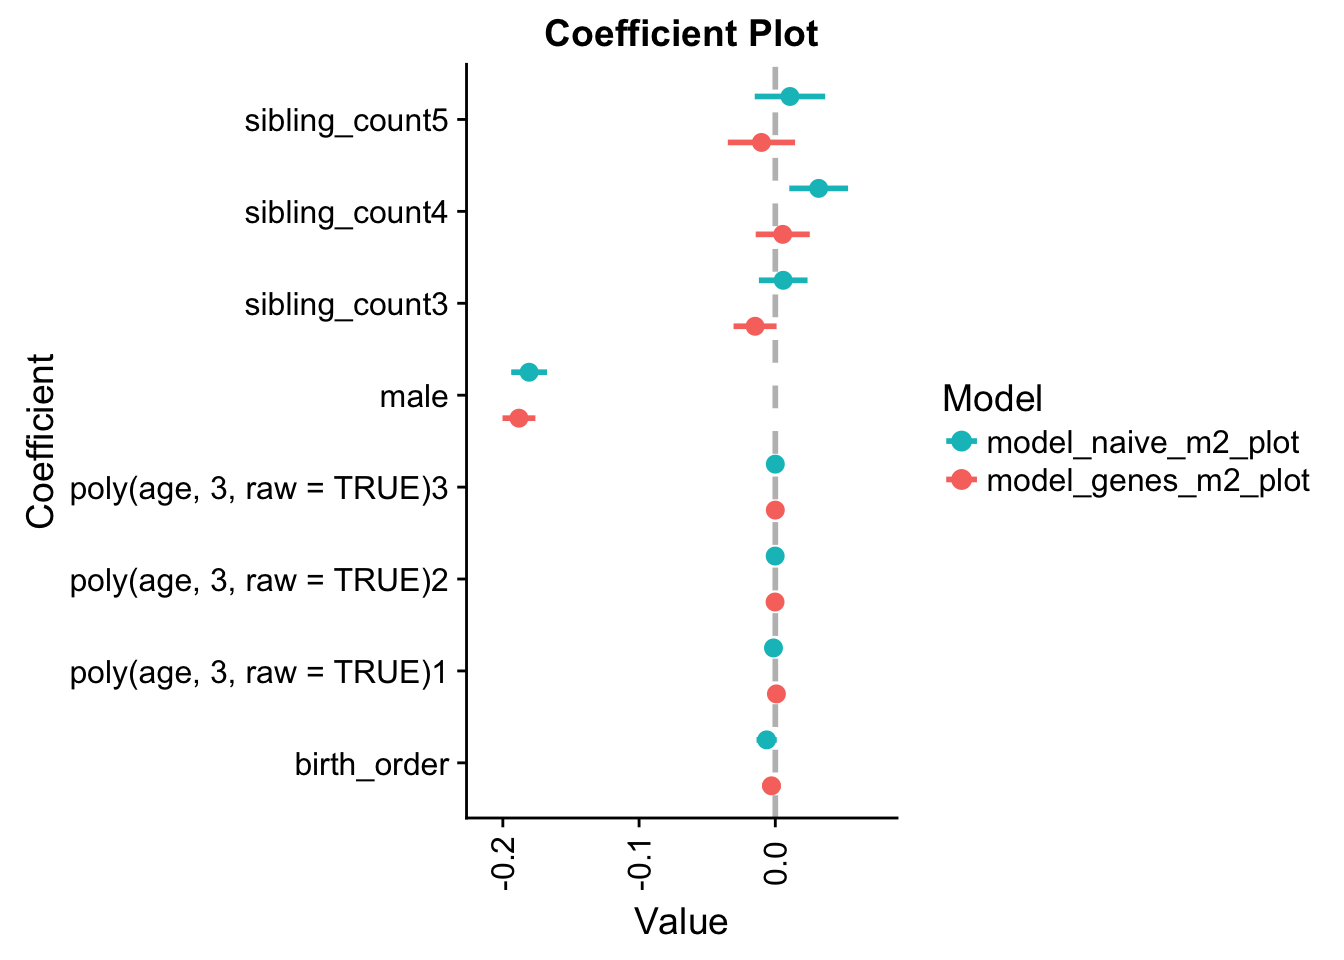 Coefficient Plot
Coefficient
sibling_count5
sibling_count4
sibling_count3
male
poly(age, 3, raw = TRUE)3
poly(age, 3, raw = TRUE)2
poly(age, 3, raw = TRUE)1
birth_order
-0.2
-0.1
0.0
Value
Model
model_naive_m2_plot
model_genes_m2_plot